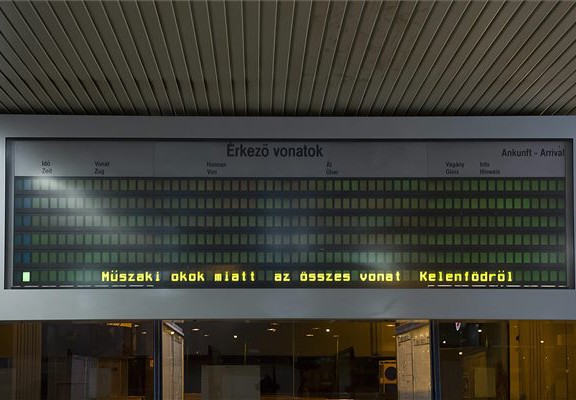 Érkező vonatok
Ankunft - Arrival
Idő Vonat Honnan Át Vágány Info
Zeit Zug Von Über Gleis Hinweis
Műszaki okok miatt az összes vonat Kelenfödröl